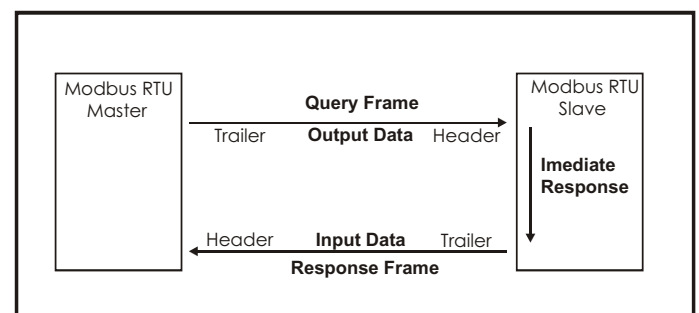 Modbus RTU
Master
Query Frame
Trailer Output Data Header
Modbus RTU
Slave
Imediate
Response
Header Input Data Trailer
Response Frame